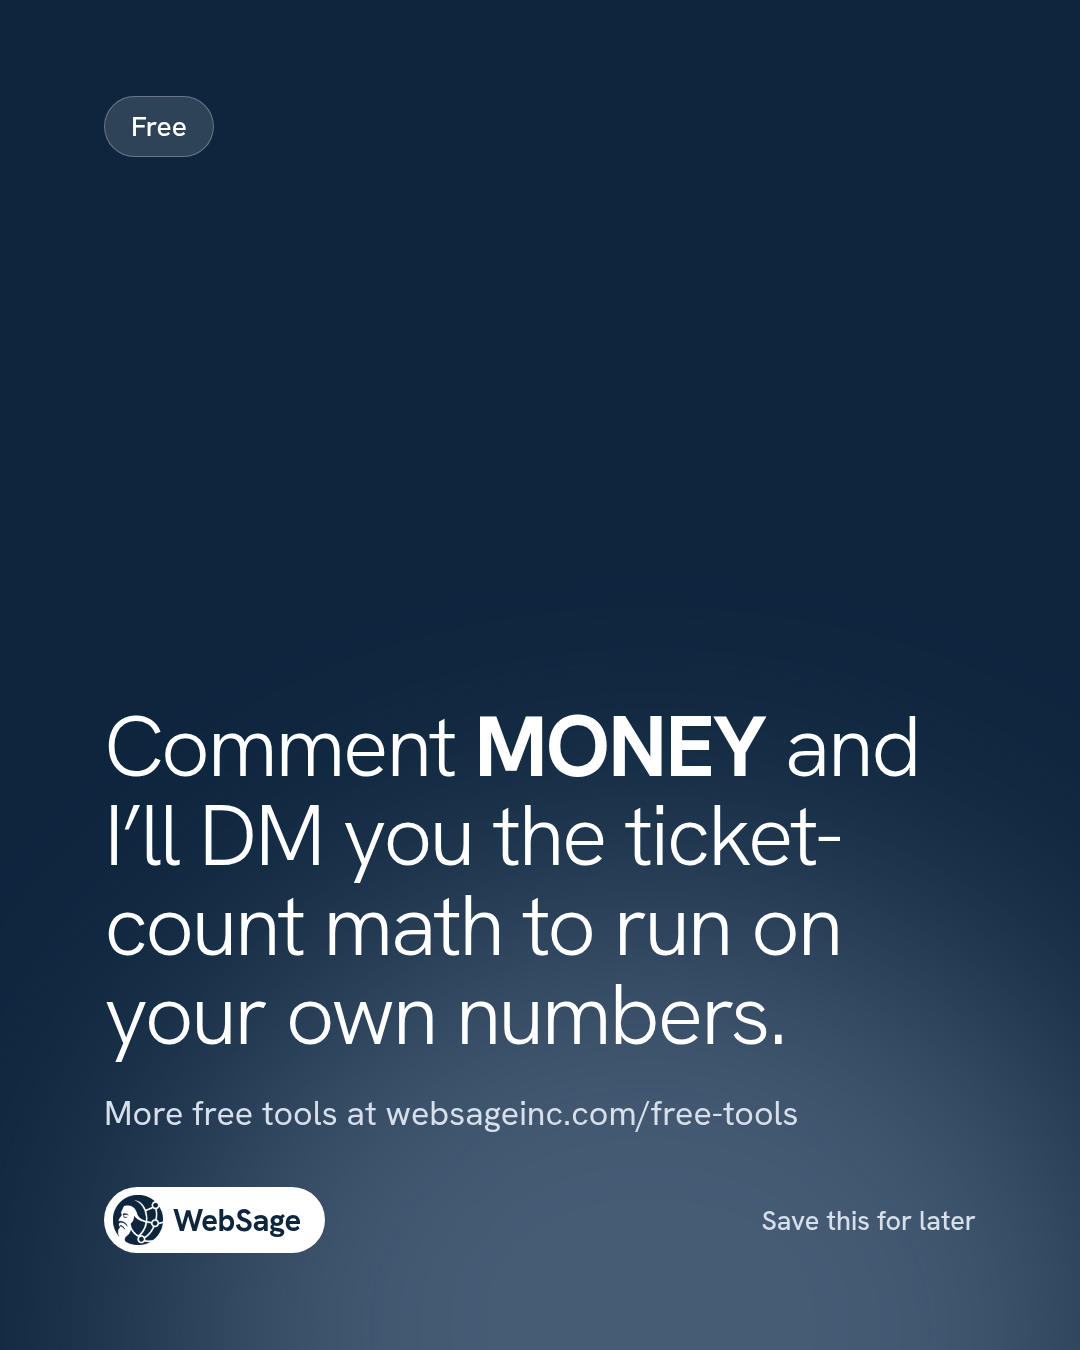 Free
Comment MONEY and
I’ll DM you the ticket-
count math to run on
your own numbers.
More free tools at websageinc.com/free-tools
WebSage
Save this for later